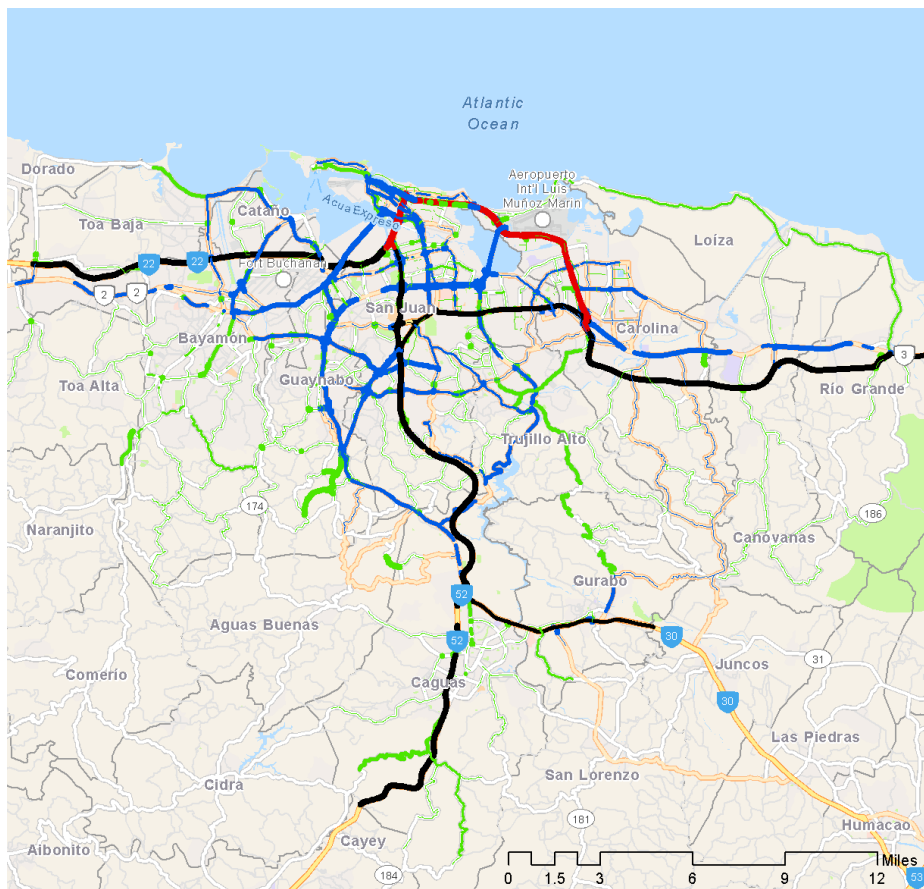 Atlantic
Ocean
Dorado
Aeropuerto
Int'l Luis
Muñoz Marín
Toa Baja
Cataño
AcuaExpreso
Loíza
22
22
Fort Buchanan
2
2
San Juan
Carolina
Bayamón
3
Toa Alta
Guaynabo
Río Grande
Trujillo Alto
174
186
Naranjito
Canóvanas
Gurabo
52
Aguas Buenas
52
30
31
Juncos
Comerío
Caguas
30
Las Piedras
Cidra
San Lorenzo
181
Humacao
Cayey
Aibonito
184
Miles
0 1.5 3 6 9 12
53